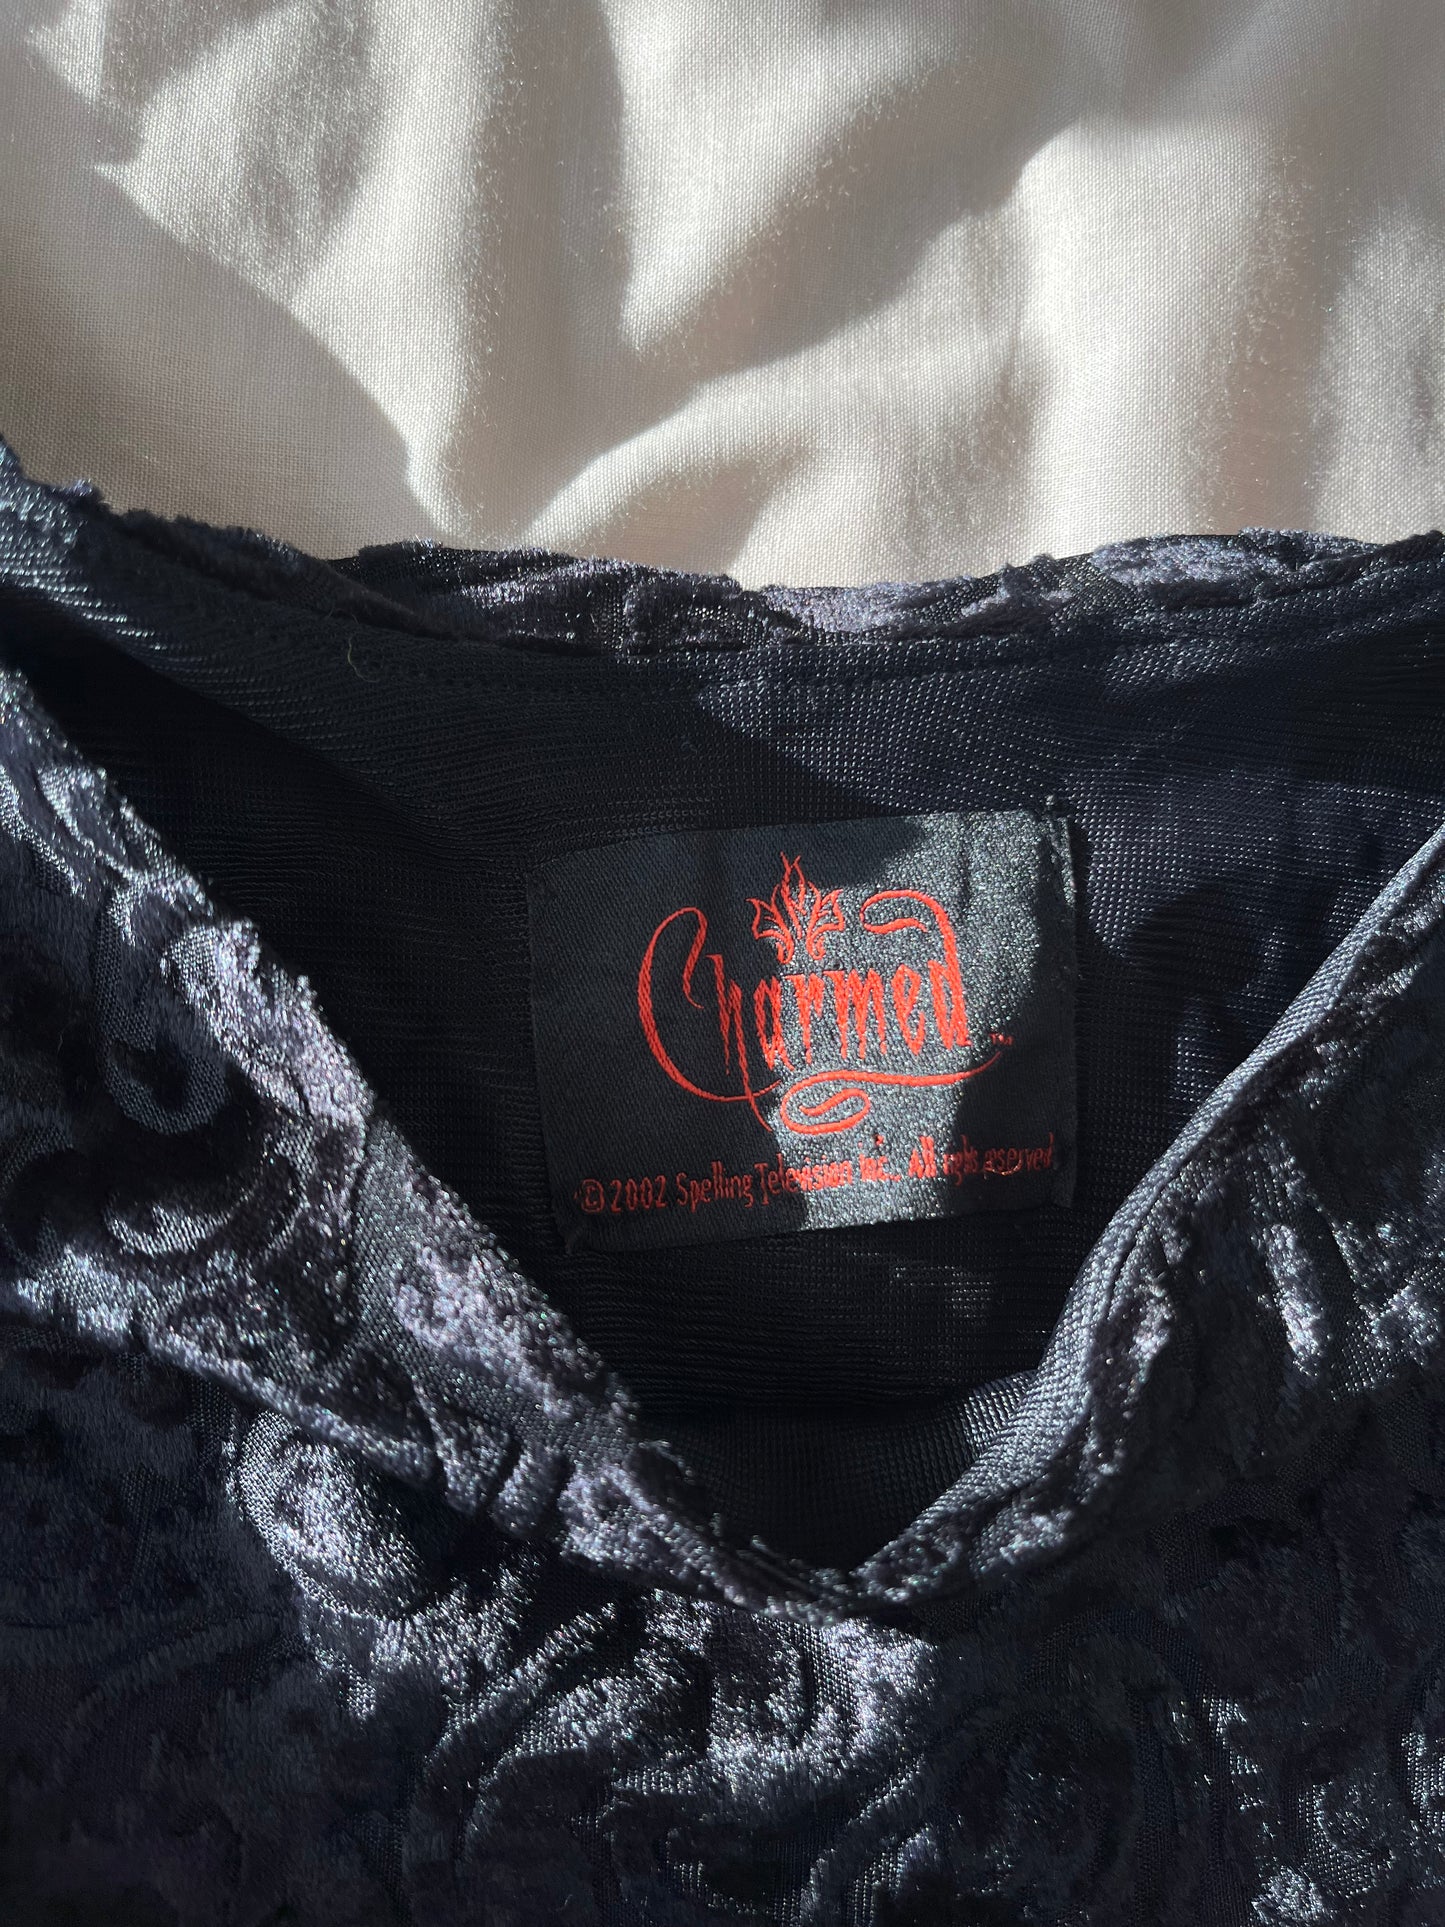 Charmed™
© 2002 Spelling Television Inc. All rights reserved.